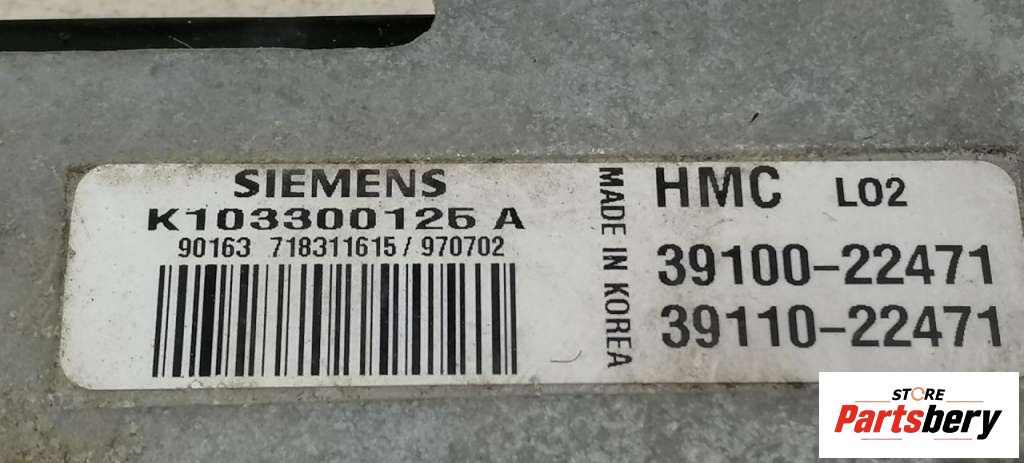 SIEMENS
K103300125 A
90163 718311615/970702
MADE IN KOREA
HMC L02
39100-22471
39110-22471
STORE
Partsbery